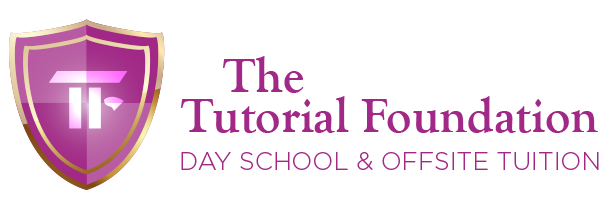 The
Tutorial Foundation
DAY SCHOOL & OFFSITE TUITION